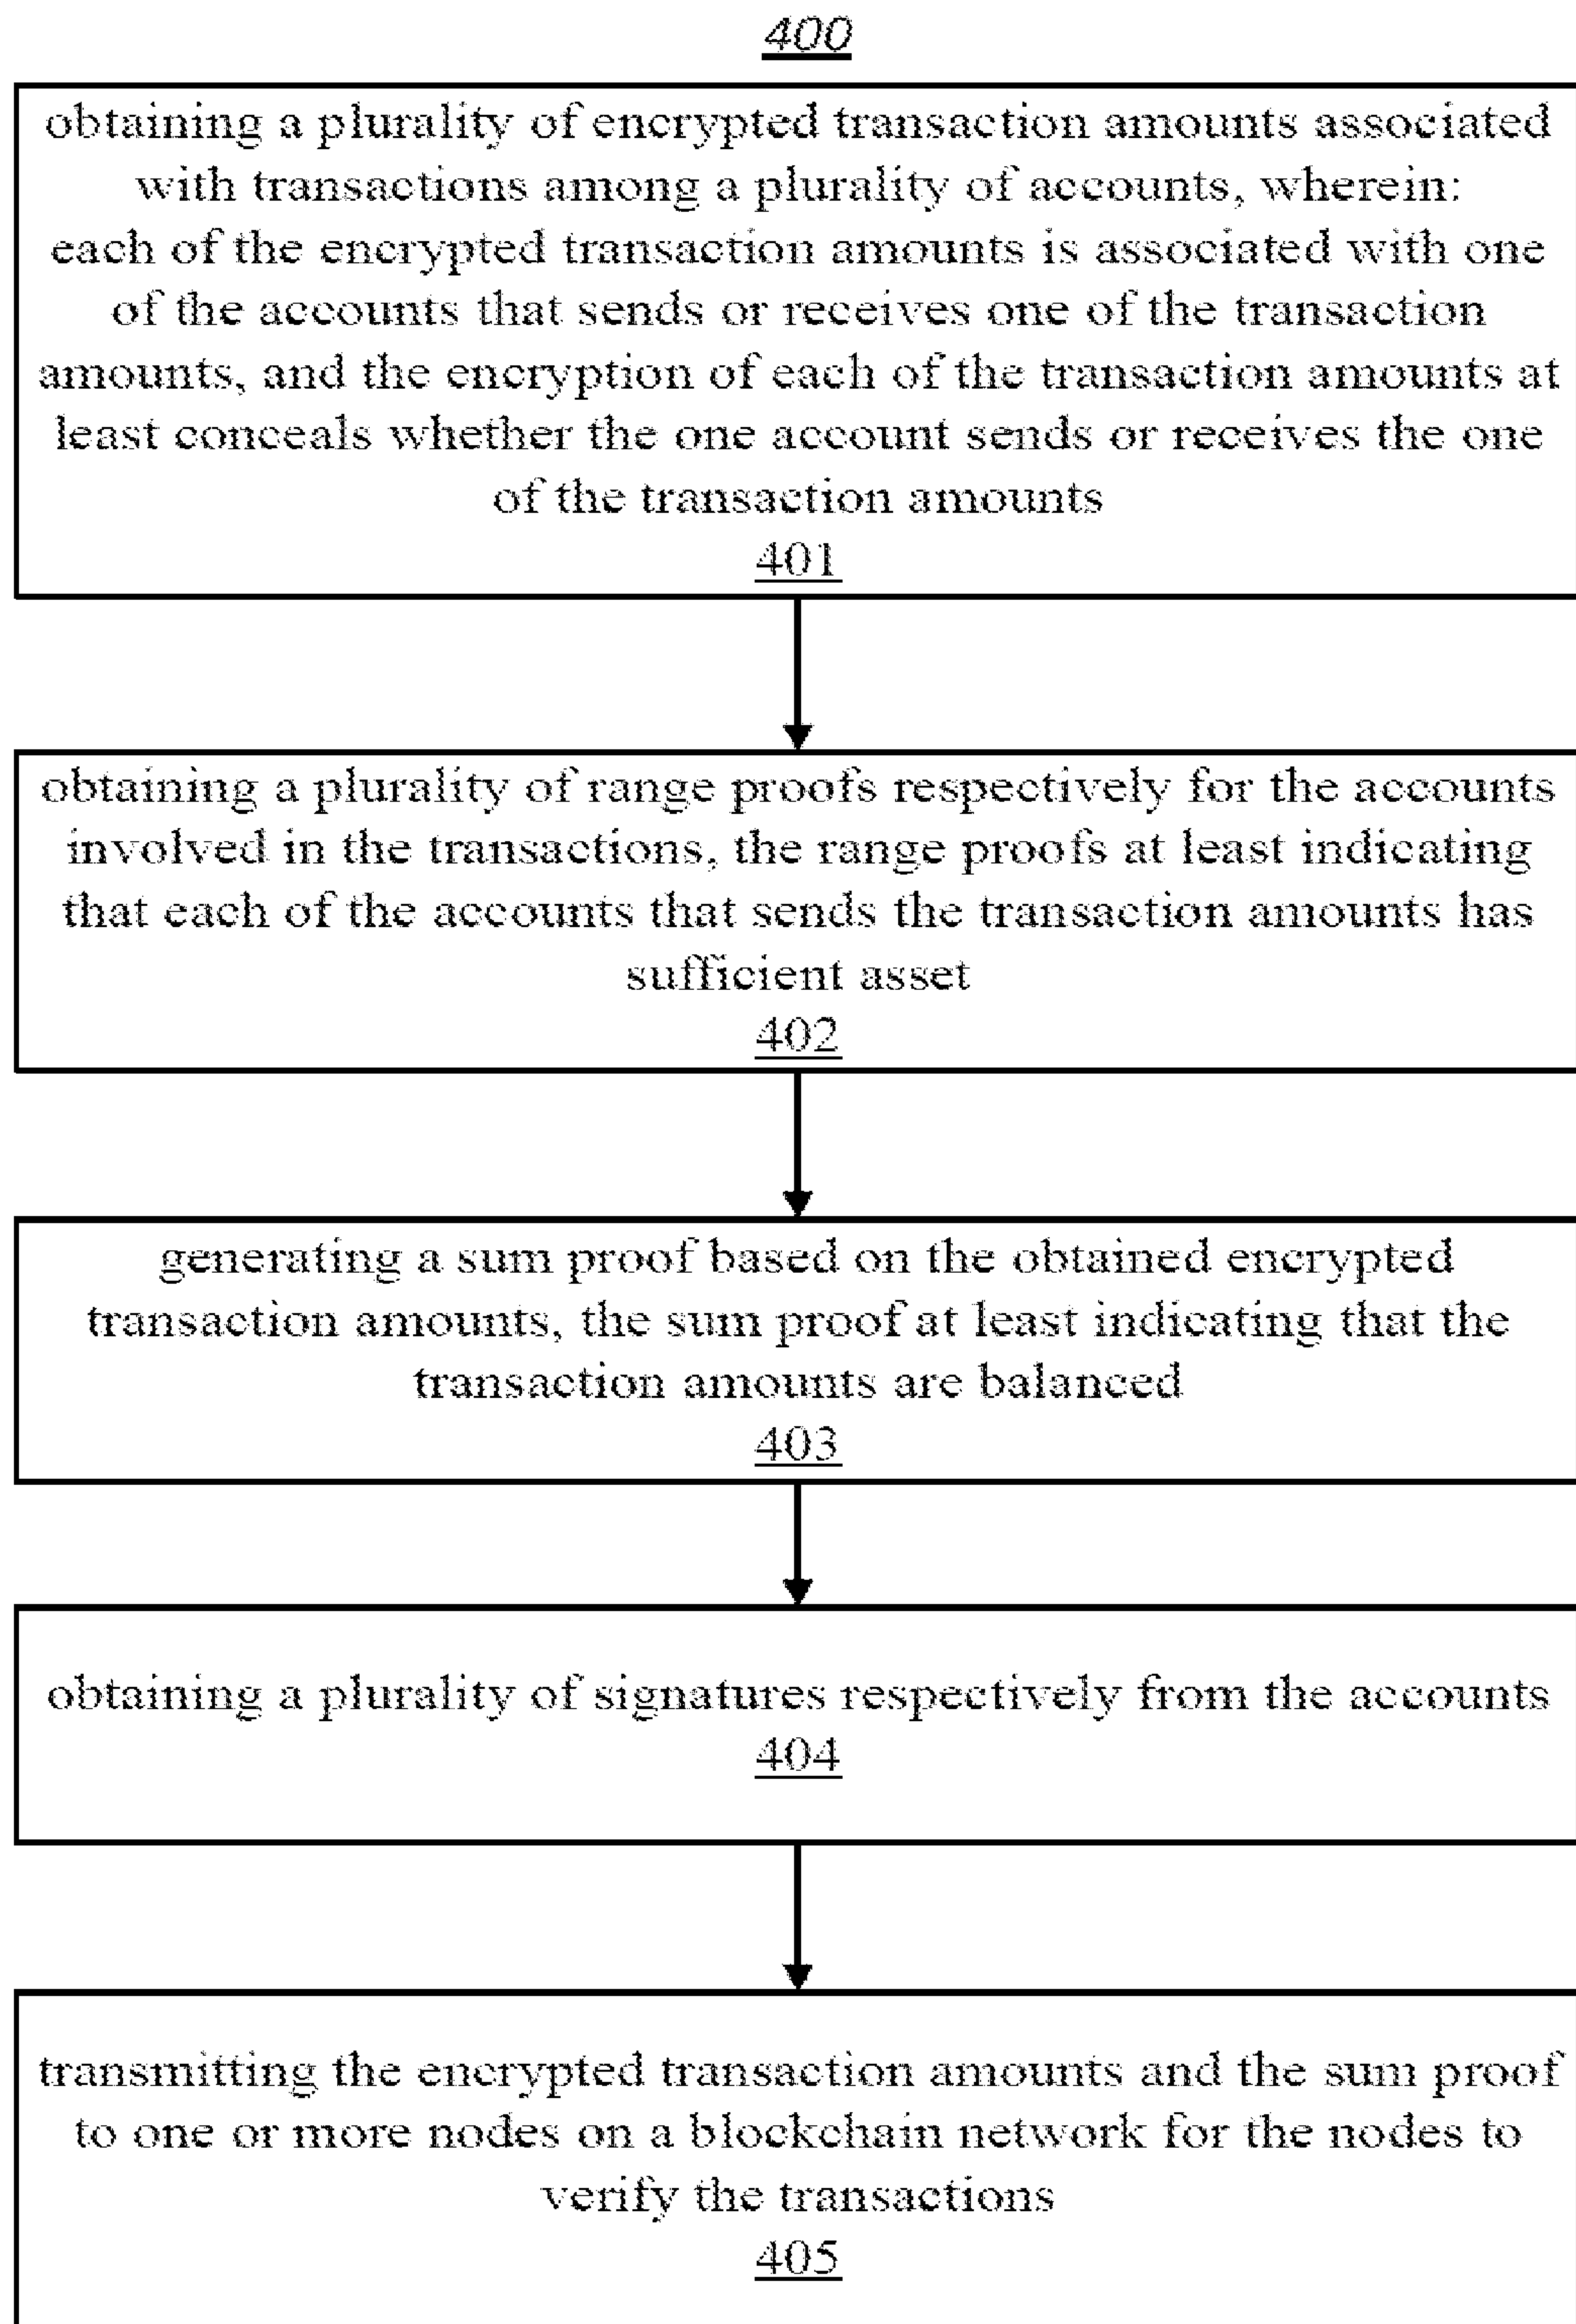 400
obtaining a plurality of encrypted transaction amounts associated
with transactions among a plurality of accounts, wherein:
each of the encrypted transaction amounts is associated with one
of the accounts that sends or receives one of the transaction
amounts, and the encryption of each of the transaction amounts at
least conceals whether the one account sends or receives the one
of the transaction amounts
401
obtaining a plurality of range proofs respectively for the accounts
involved in the transactions, the range proofs at least indicating
that each of the accounts that sends the transaction amounts has
sufficient asset
402
generating a sum proof based on the obtained encrypted
transaction amounts, the sum proof at least indicating that the
transaction amounts are balanced
403
obtaining a plurality of signatures respectively from the accounts
404
transmitting the encrypted transaction amounts and the sum proof
to one or more nodes on a blockchain network for the nodes to
verify the transactions
405